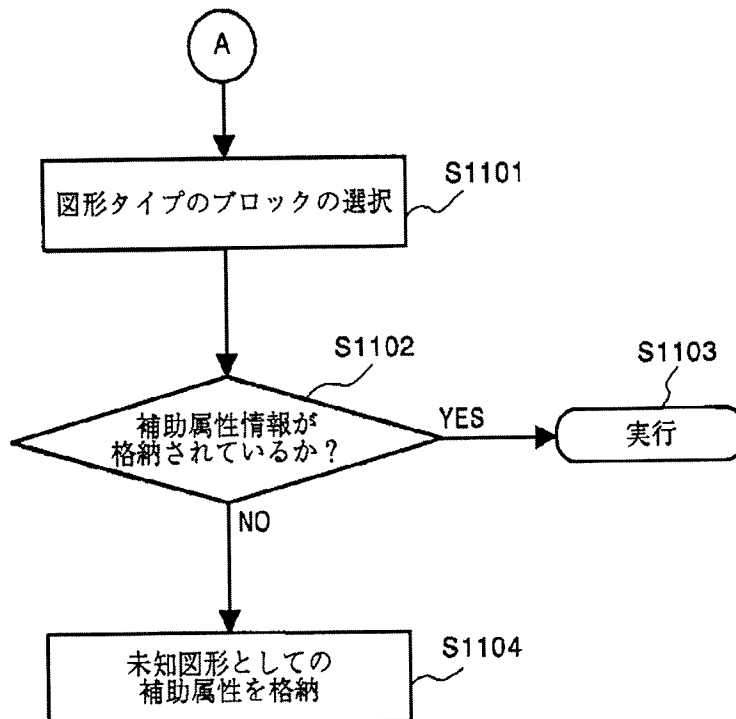 A
図形タイプのブロックの選択
S1101
S1102
補助属性情報が
格納されているか？
YES
S1103
実行
NO
未知図形としての
補助属性を格納
S1104